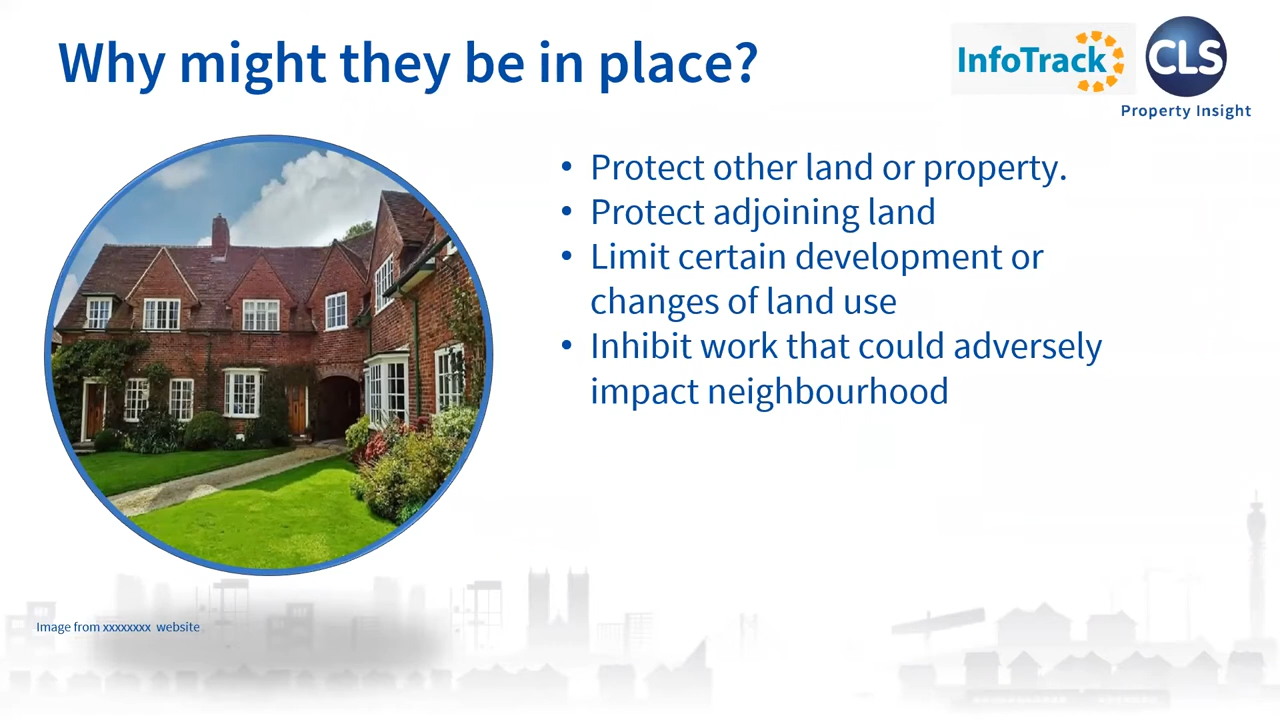 Why might they be in place?
InfoTrack
CLS
Property Insight
• Protect other land or property.
• Protect adjoining land
• Limit certain development or
changes of land use
• Inhibit work that could adversely
impact neighbourhood
Image from xxxxxxxx website